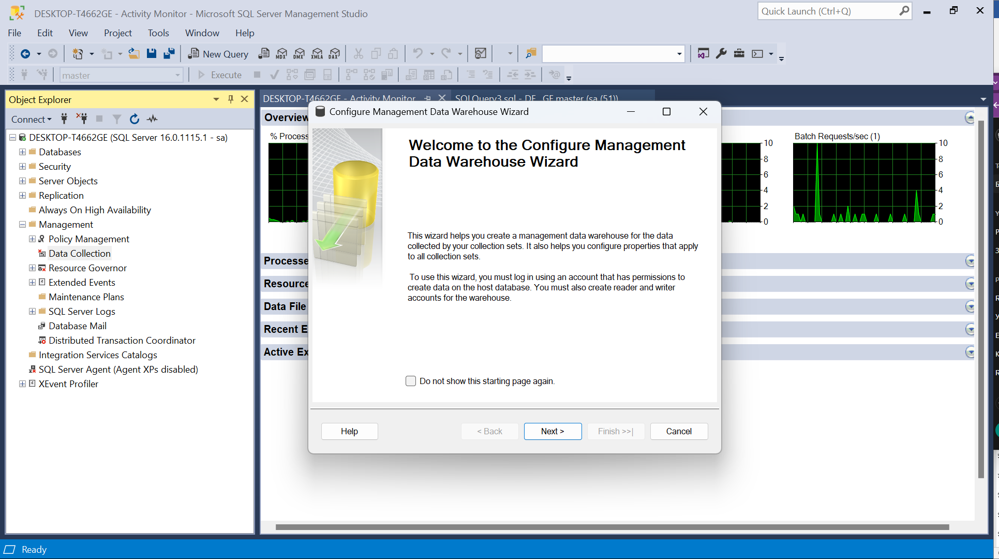 DESKTOP-T4662GE - Activity Monitor - Microsoft SQL Server Management Studio
Quick Launch (Ctrl+Q)
File Edit View Project Tools Window Help
New Query MDX DMX XMLA DAX
master Execute
Object Explorer
DESKTOP-T4662GE - Activity Monitor
SQLQuery3.sql - DE...GE.master (sa (51))
Connect
DESKTOP-T4662GE (SQL Server 16.0.1115.1 - sa)
Databases
Security
Server Objects
Replication
Always On High Availability
Management
Policy Management
Data Collection
Resource Governor
Extended Events
Maintenance Plans
SQL Server Logs
Database Mail
Distributed Transaction Coordinator
Integration Services Catalogs
SQL Server Agent (Agent XPs disabled)
XEvent Profiler
Overview
% Process
10
8
6
4
2
0
Batch Requests/sec (1)
10
8
6
4
2
0
Processe
Resource
Data File
Recent E
Active Ex
Configure Management Data Warehouse Wizard
Welcome to the Configure Management
Data Warehouse Wizard
This wizard helps you create a management data warehouse for the data
collected by your collection sets. It also helps you configure properties that apply
to all collection sets.
To use this wizard, you must log in using an account that has permissions to
create data on the host database. You must also create reader and writer
accounts for the warehouse.
Do not show this starting page again.
Help < Back Next > Finish >>| Cancel
Ready